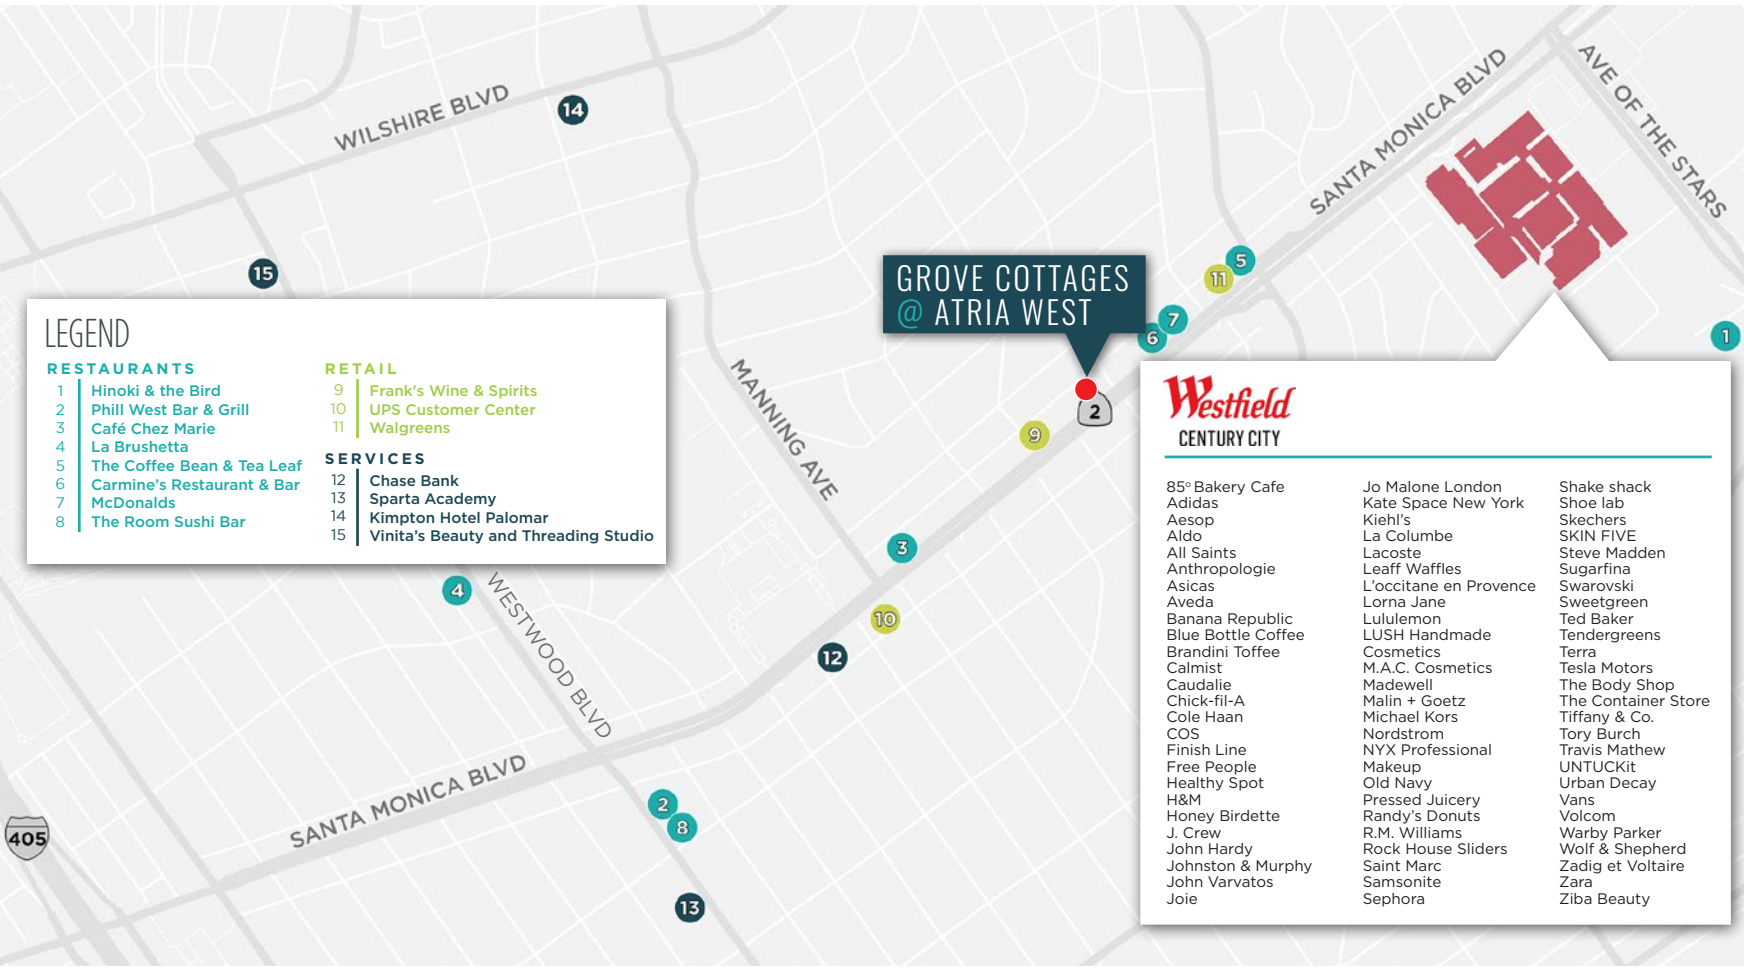 WILSHIRE BLVD
14
SANTA MONICA BLVD
AVE OF THE STARS
15
5
11
GROVE COTTAGES
@ ATRIA WEST
7
6
1
2
9
MANNING AVE
3
4
10
12
WESTWOOD BLVD
SANTA MONICA BLVD
2
8
13
405
LEGEND
RESTAURANTS
1 Hinoki & the Bird
2 Phill West Bar & Grill
3 Café Chez Marie
4 La Brushetta
5 The Coffee Bean & Tea Leaf
6 Carmine's Restaurant & Bar
7 McDonalds
8 The Room Sushi Bar
RETAIL
9 Frank's Wine & Spirits
10 UPS Customer Center
11 Walgreens
SERVICES
12 Chase Bank
13 Sparta Academy
14 Kimpton Hotel Palomar
15 Vinita's Beauty and Threading Studio
Westfield
CENTURY CITY
85º Bakery Cafe
Adidas
Aesop
Aldo
All Saints
Anthropologie
Asicas
Aveda
Banana Republic
Blue Bottle Coffee
Brandini Toffee
Calmist
Caudalie
Chick-fil-A
Cole Haan
COS
Finish Line
Free People
Healthy Spot
H&M
Honey Birdette
J. Crew
John Hardy
Johnston & Murphy
John Varvatos
Joie
Jo Malone London
Kate Space New York
Kiehl's
La Columbe
Lacoste
Leaff Waffles
L'occitane en Provence
Lorna Jane
Lululemon
LUSH Handmade
Cosmetics
M.A.C. Cosmetics
Madewell
Malin + Goetz
Michael Kors
Nordstrom
NYX Professional
Makeup
Old Navy
Pressed Juicery
Randy's Donuts
R.M. Williams
Rock House Sliders
Saint Marc
Samsonite
Sephora
Shake shack
Shoe lab
Skechers
SKIN FIVE
Steve Madden
Sugarfina
Swarovski
Sweetgreen
Ted Baker
Tendergreens
Terra
Tesla Motors
The Body Shop
The Container Store
Tiffany & Co.
Tory Burch
Travis Mathew
UNTUCKit
Urban Decay
Vans
Volcom
Warby Parker
Wolf & Shepherd
Zadig et Voltaire
Zara
Ziba Beauty